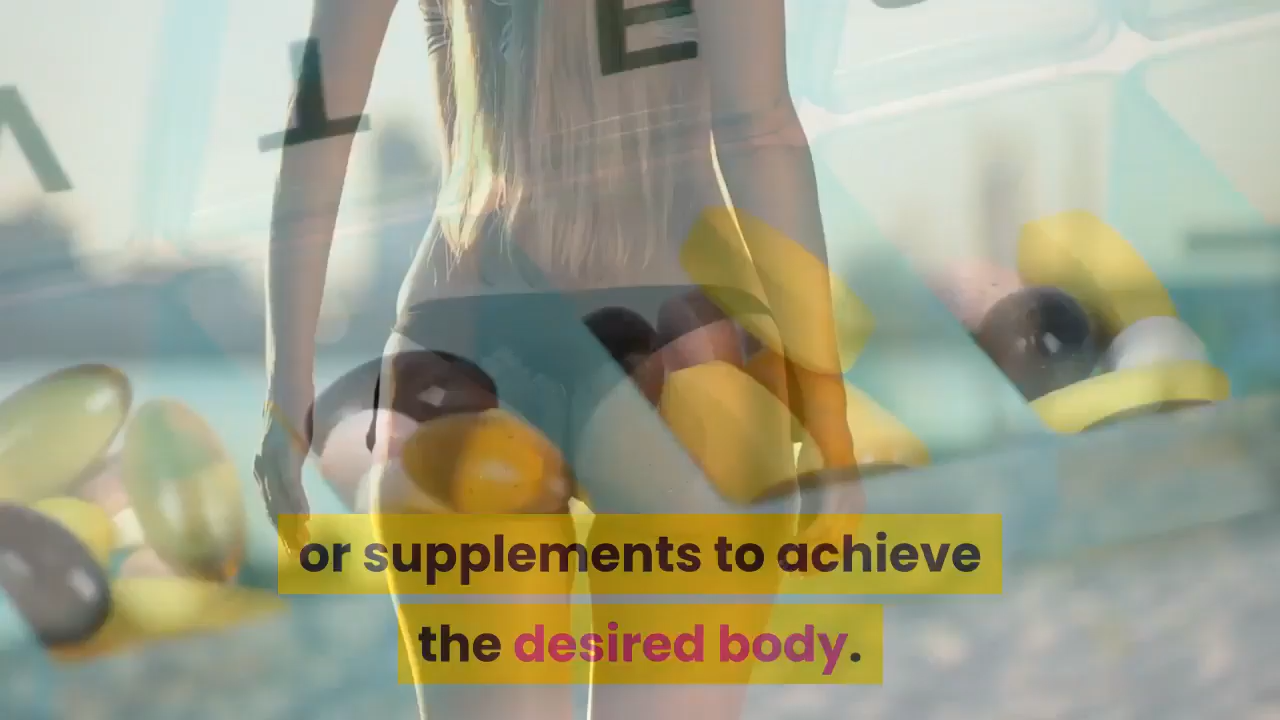 E
or supplements to achieve
the desired body.